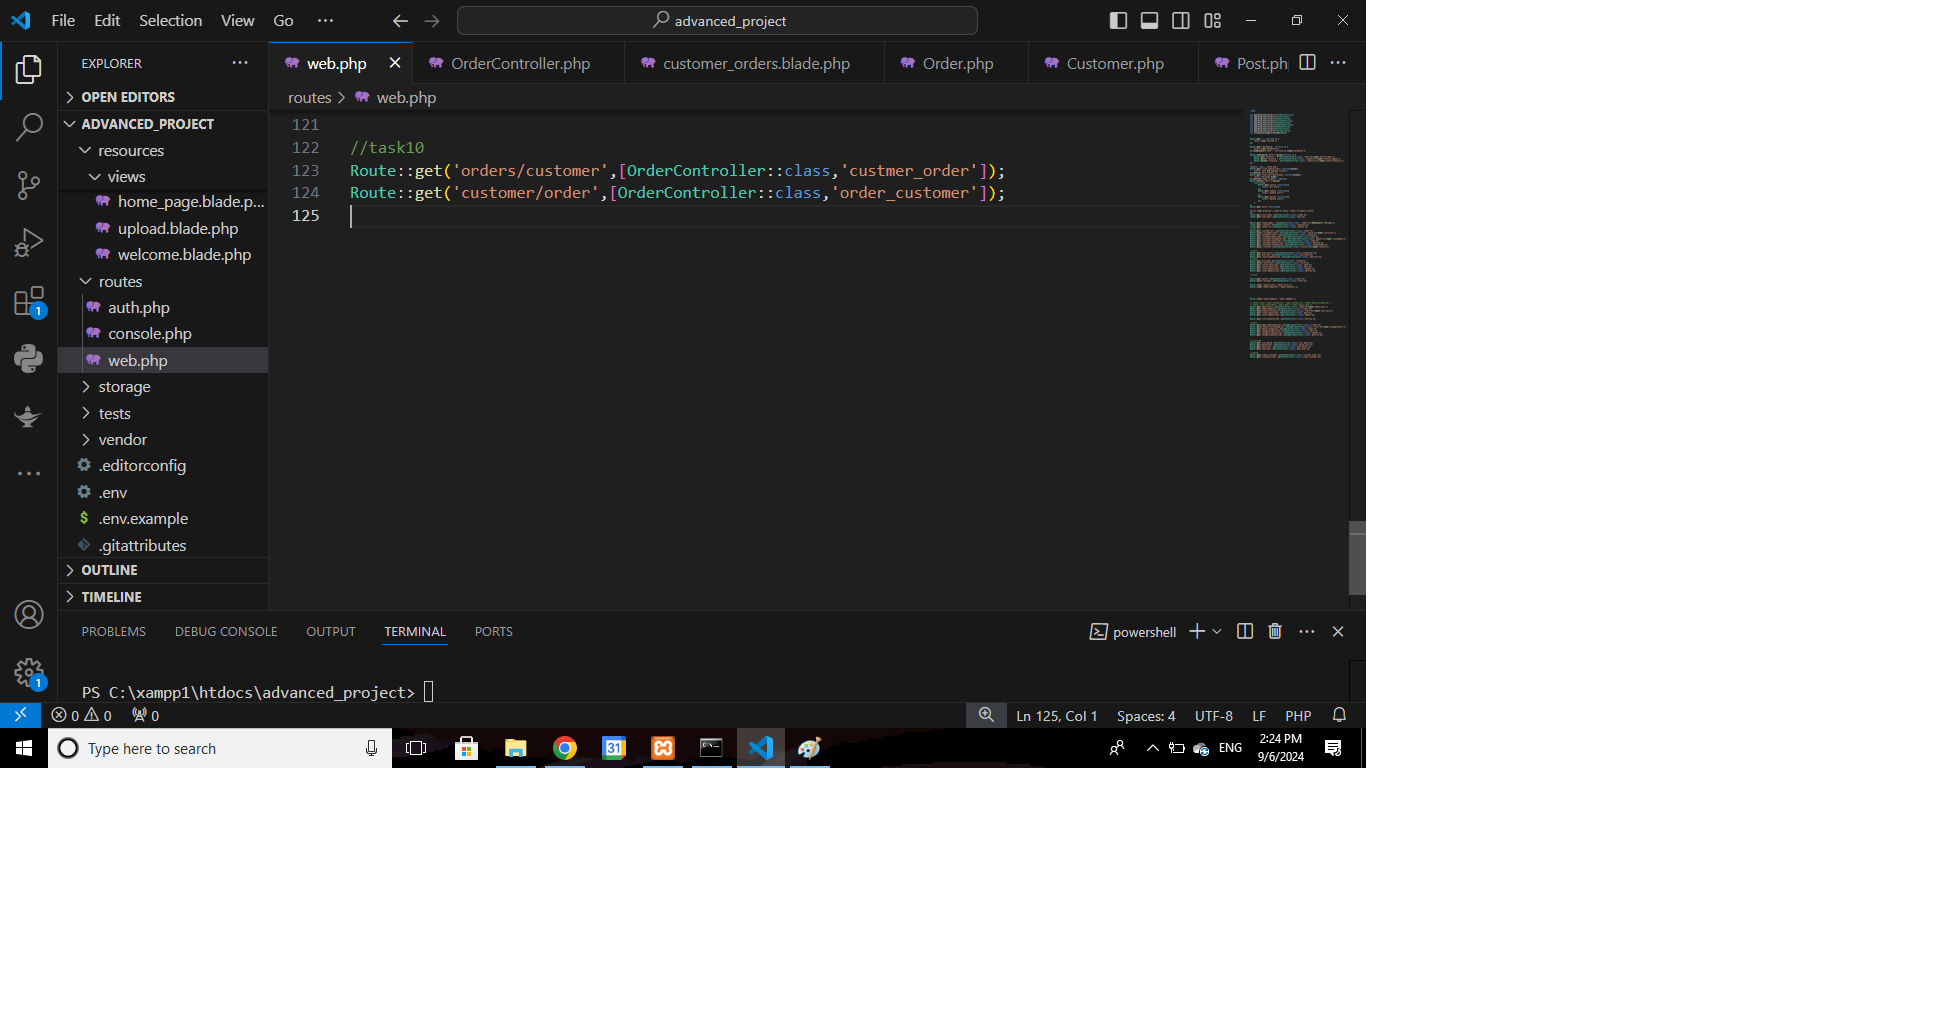 File Edit Selection View Go ··· advanced_project
EXPLORER ···
OPEN EDITORS
ADVANCED_PROJECT
resources
views
home_page.blade.p...
upload.blade.php
welcome.blade.php
routes
auth.php
console.php
web.php
storage
tests
vendor
.editorconfig
.env
$ .env.example
.gitattributes
OUTLINE
TIMELINE
1
1
web.php OrderController.php customer_orders.blade.php Order.php Customer.php Post.ph
routes > web.php
121
122 //task10
123 Route::get('orders/customer',[OrderController::class,'custmer_order']);
124 Route::get('customer/order',[OrderController::class,'order_customer']);
125
PROBLEMS DEBUG CONSOLE OUTPUT TERMINAL PORTS powershell
PS C:\xampp1\htdocs\advanced_project>
0 0 0 Ln 125, Col 1 Spaces: 4 UTF-8 LF PHP
Type here to search 31 ENG 2:24 PM
9/6/2024